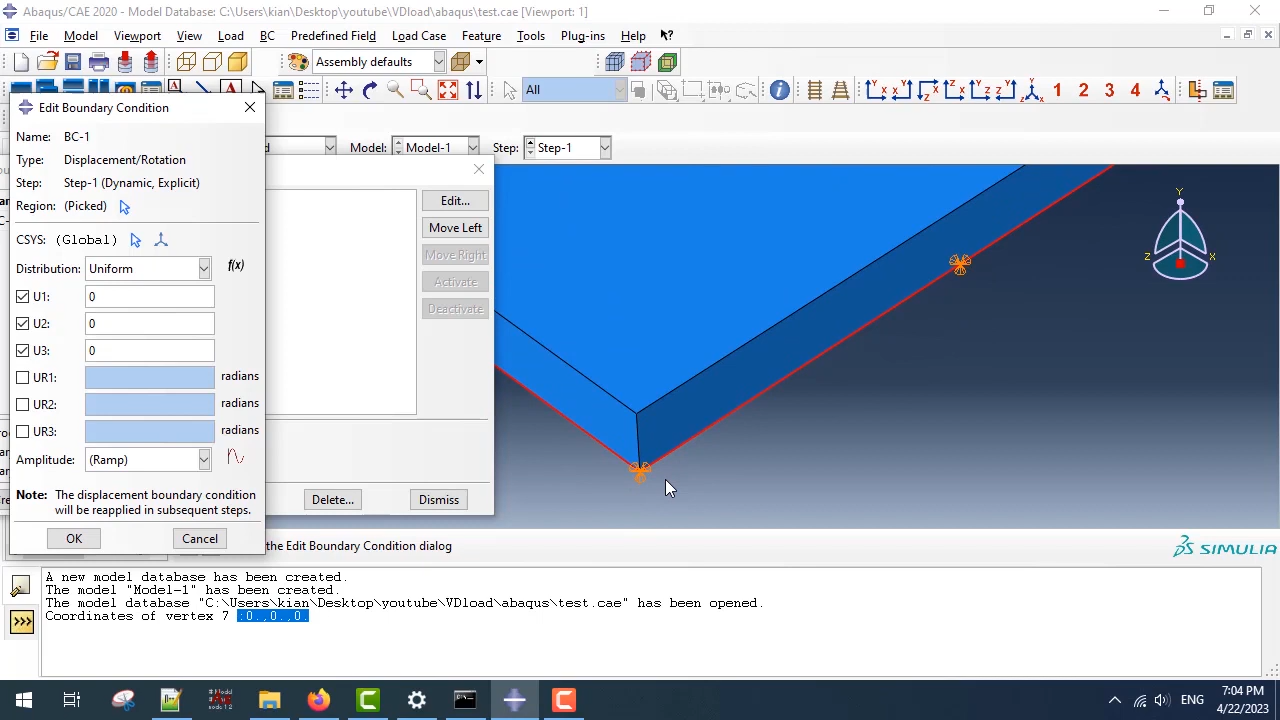 Abaqus/CAE 2020 - Model Database: C:\Users\kian\Desktop\youtube\VDload\abaqus\test.cae [Viewport: 1]
File Model Viewport View Load BC Predefined Field Load Case Feature Tools Plug-ins Help
Assembly defaults
All
1 2 3 4
Model: Model-1 Step: Step-1
Edit Boundary Condition
Name: BC-1
Type: Displacement/Rotation
Step: Step-1 (Dynamic, Explicit)
Region: (Picked)
CSYS: (Global)
Distribution: Uniform f(x)
U1: 0
U2: 0
U3: 0
UR1: radians
UR2: radians
UR3: radians
Amplitude: (Ramp)
Note: The displacement boundary condition
will be reapplied in subsequent steps.
OK Cancel
Edit...
Move Left
Move Right
Activate
Deactivate
Delete... Dismiss
Y
Z X
the Edit Boundary Condition dialog
SIMULIA
A new model database has been created.
The model "Model-1" has been created.
The model database "C:\Users\kian\Desktop\youtube\VDload\abaqus\test.cae" has been opened.
Coordinates of vertex 7 :0.,0.,0.
>>>
ENG
7:04 PM
4/22/2023